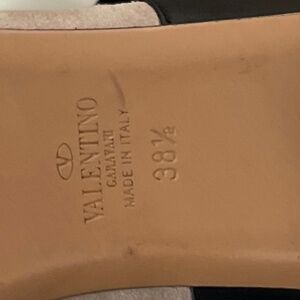 VALENTINO
GARAVANI
MADE IN ITALY
38½